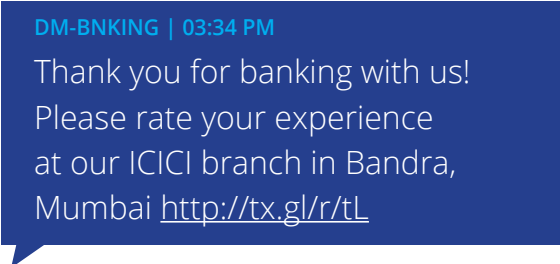 DM-BNKING | 03:34 PM
Thank you for banking with us!
Please rate your experience
at our ICICI branch in Bandra,
Mumbai http://tx.gl/r/tL